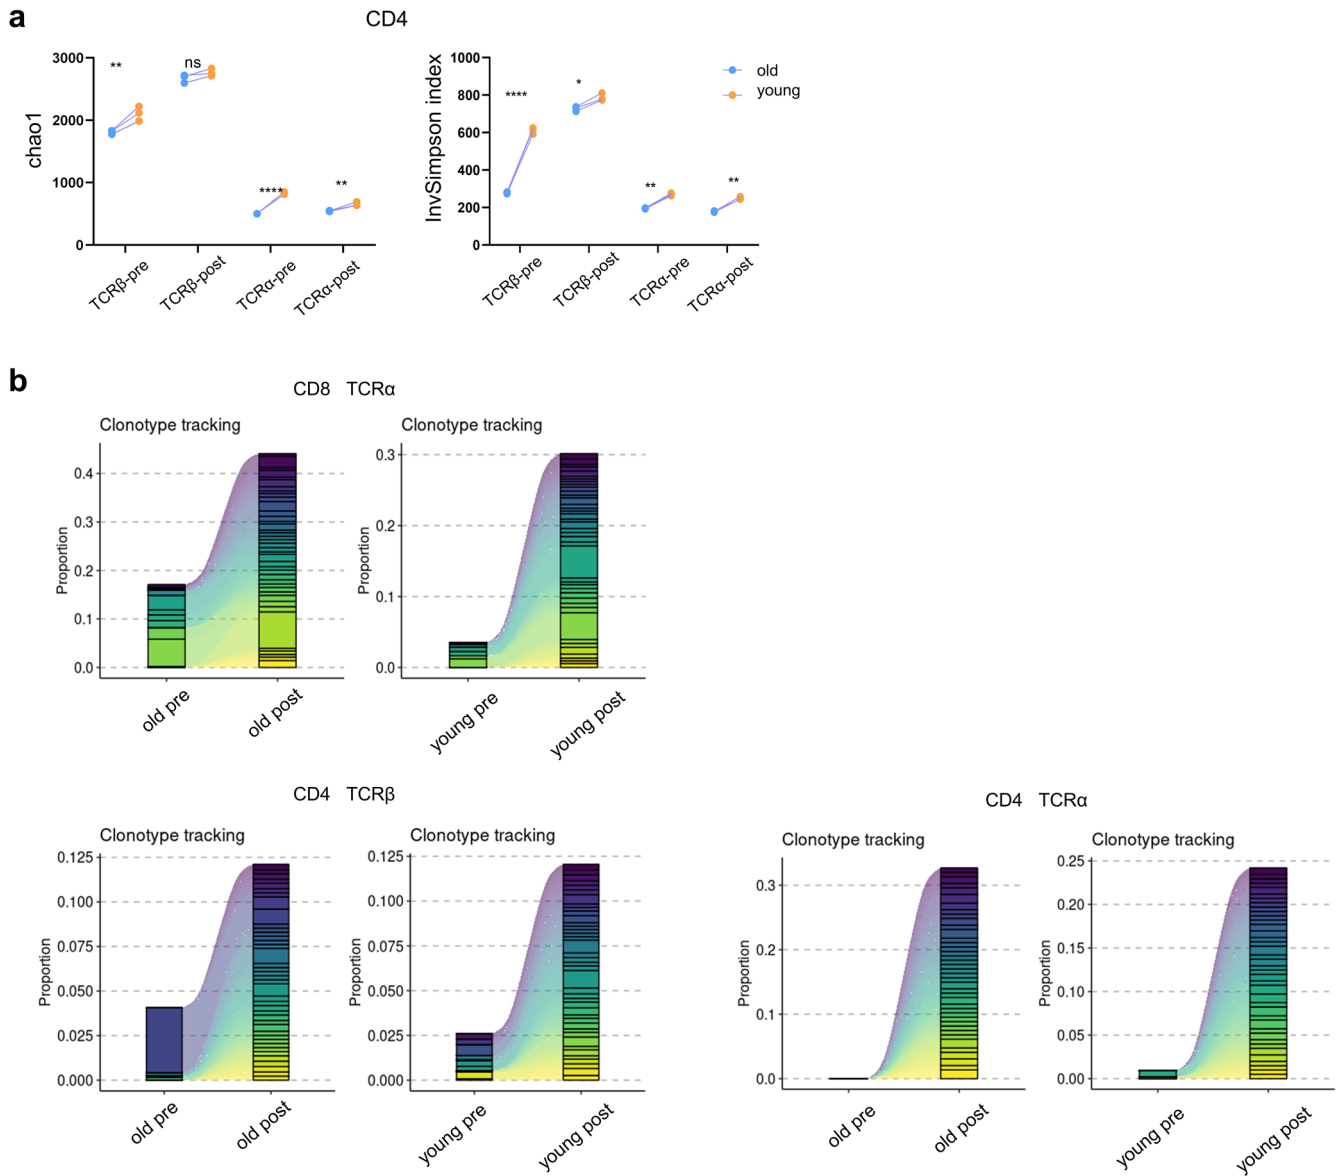 a
CD4
chao1
3000
2000
1000
0
**
ns
****
**
TCRβ-pre
TCRβ-post
TCRα-pre
TCRα-post
InvSimpson index
1000
800
600
400
200
0
****
*
**
**
TCRβ-pre
TCRβ-post
TCRα-pre
TCRα-post
old
young
b
CD8 TCRα
Clonotype tracking
Proportion
0.4
0.3
0.2
0.1
0.0
old pre
old post
Clonotype tracking
Proportion
0.3
0.2
0.1
0.0
young pre
young post
CD4 TCRβ
Clonotype tracking
Proportion
0.125
0.100
0.075
0.050
0.025
0.000
old pre
old post
Clonotype tracking
Proportion
0.125
0.100
0.075
0.050
0.025
0.000
young pre
young post
CD4 TCRα
Clonotype tracking
Proportion
0.3
0.2
0.1
0.0
old pre
old post
Clonotype tracking
Proportion
0.25
0.20
0.15
0.10
0.05
0.00
young pre
young post